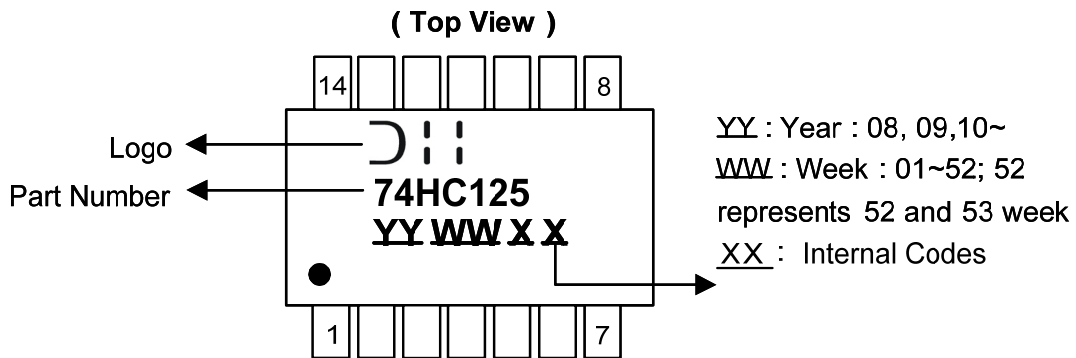 ( Top View )
14 8
Logo
Part Number
74HC125
YY WW X X
1 7
YY : Year : 08, 09,10~
WW : Week : 01~52; 52
represents 52 and 53 week
XX : Internal Codes